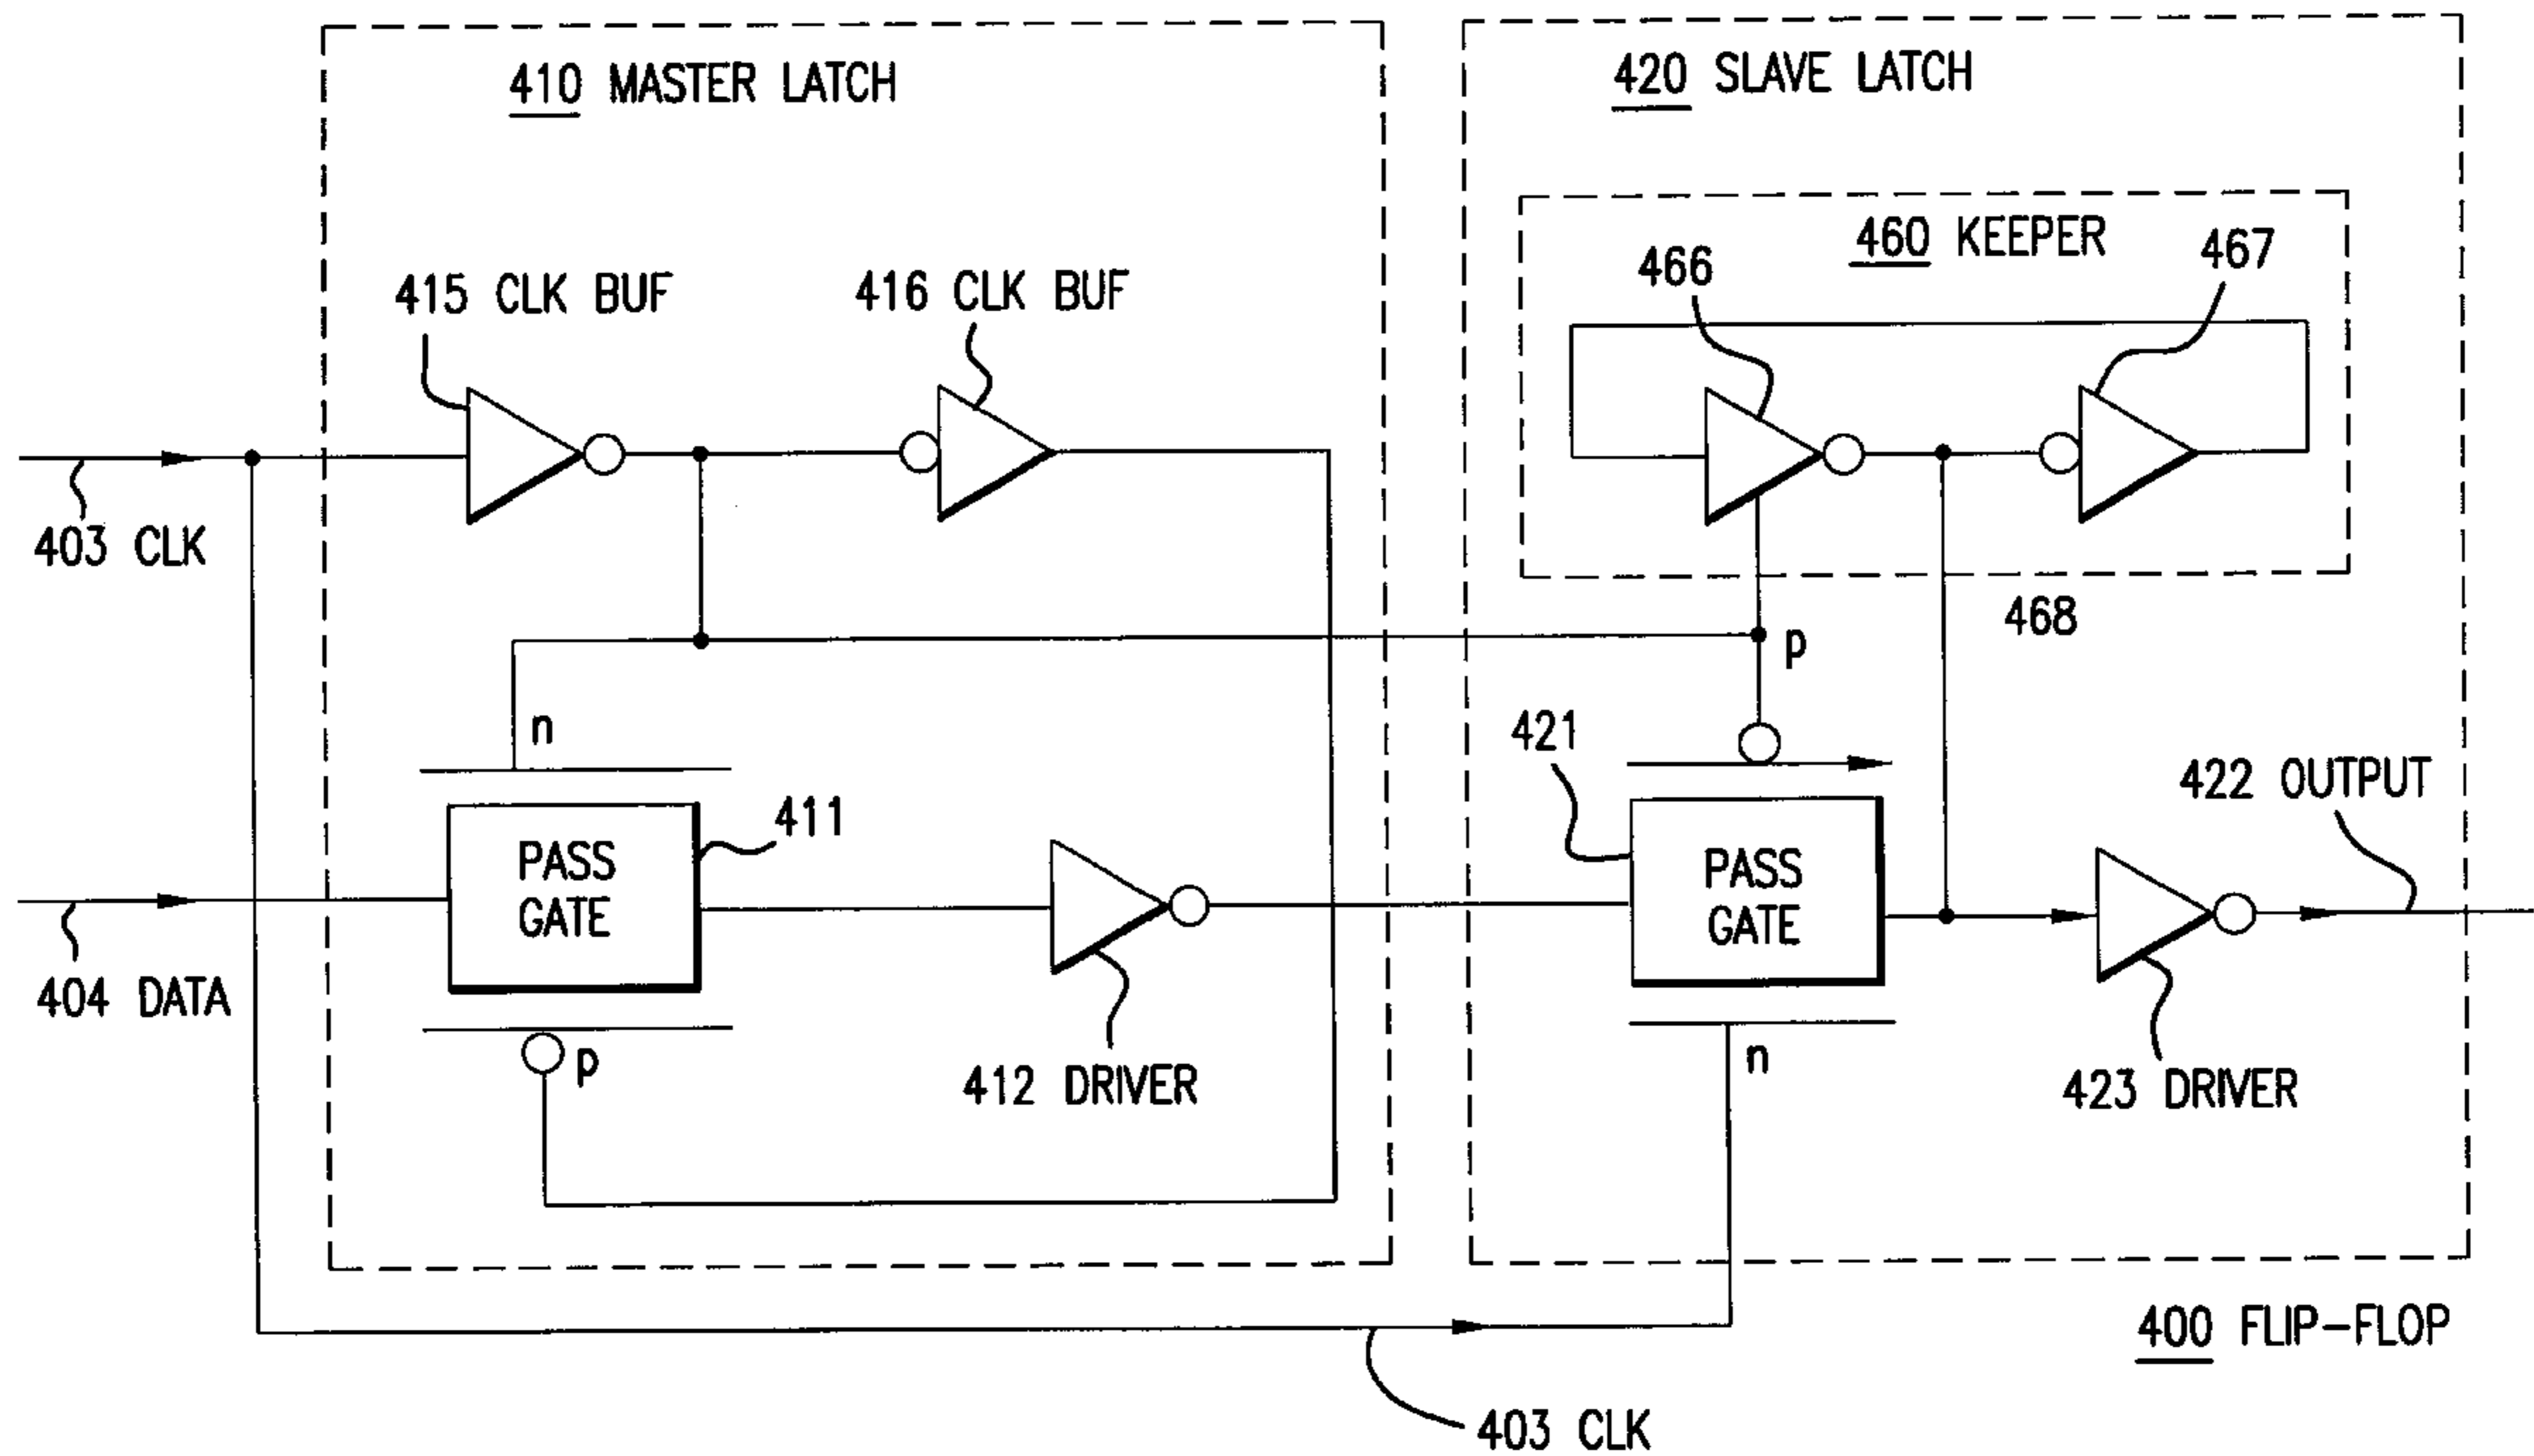 410 MASTER LATCH
420 SLAVE LATCH
460 KEEPER
466
467
415 CLK BUF
416 CLK BUF
403 CLK
468
p
n
421
422 OUTPUT
411
PASS
GATE
PASS
GATE
404 DATA
p
412 DRIVER
n
423 DRIVER
400 FLIP-FLOP
403 CLK